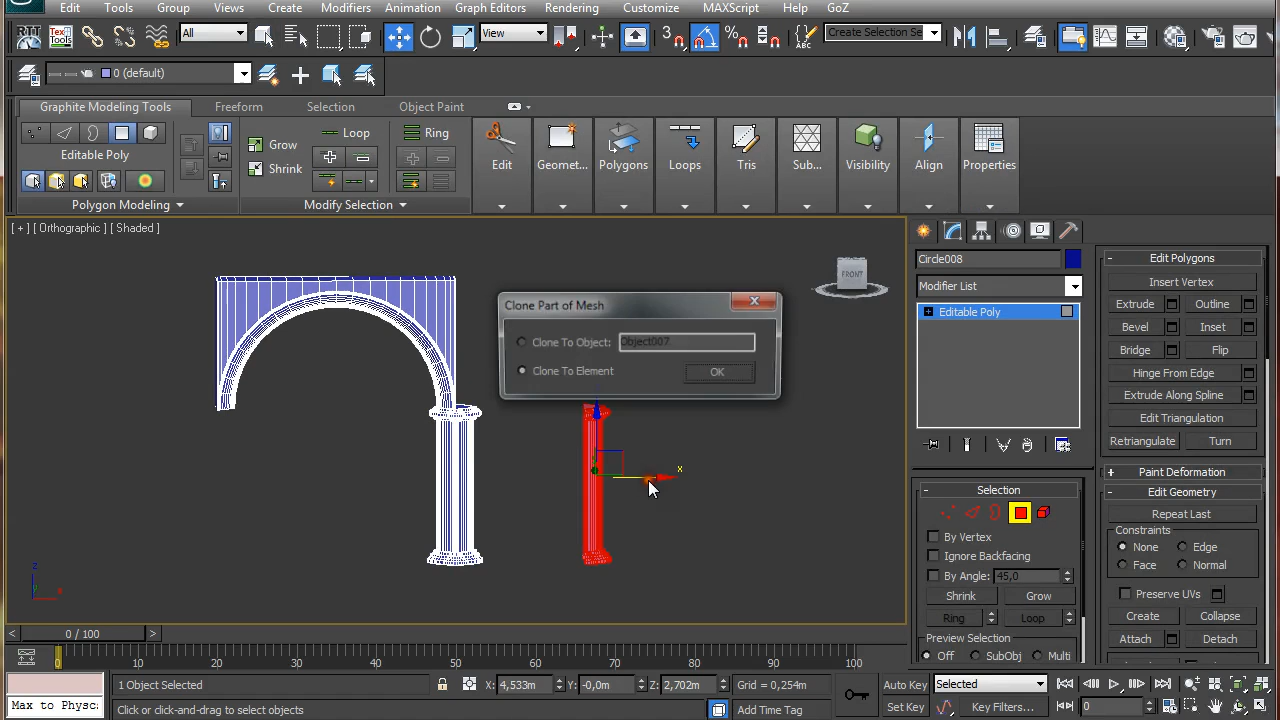 Edit Tools Group Views Create Modifiers Animation Graph Editors Rendering Customize MAXScript Help GoZ
RTT Tex Tools All View 3 Create Selection Se
0 (default)
Graphite Modeling Tools Freeform Selection Object Paint
Loop Ring
Grow
Editable Poly
Shrink
Edit Geomet... Polygons Loops Tris Sub... Visibility Align Properties
Polygon Modeling Modify Selection
[ + ] [ Orthographic ] [ Shaded ]
FRONT
Clone Part of Mesh
Clone To Object: Object007
Clone To Element OK
x
z
x
Circle008
Modifier List
Editable Poly
Selection
By Vertex
Ignore Backfacing
By Angle: 45,0
Shrink Grow
Ring Loop
Preview Selection
Off SubObj Multi
- Edit Polygons
Insert Vertex
Extrude Outline
Bevel Inset
Bridge Flip
Hinge From Edge
Extrude Along Spline
Edit Triangulation
Retriangulate Turn
+ Paint Deformation
- Edit Geometry
Repeat Last
Constraints
None Edge
Face Normal
Preserve UVs
Create Collapse
Attach Detach
< 0 / 100 >
0 10 20 30 40 50 60 70 80 90 100
1 Object Selected X: 4,533m Y: -0,0m Z: 2,702m Grid = 0,254m Auto Key Selected
Max to Physc Click or click-and-drag to select objects Add Time Tag Set Key Key Filters... 0